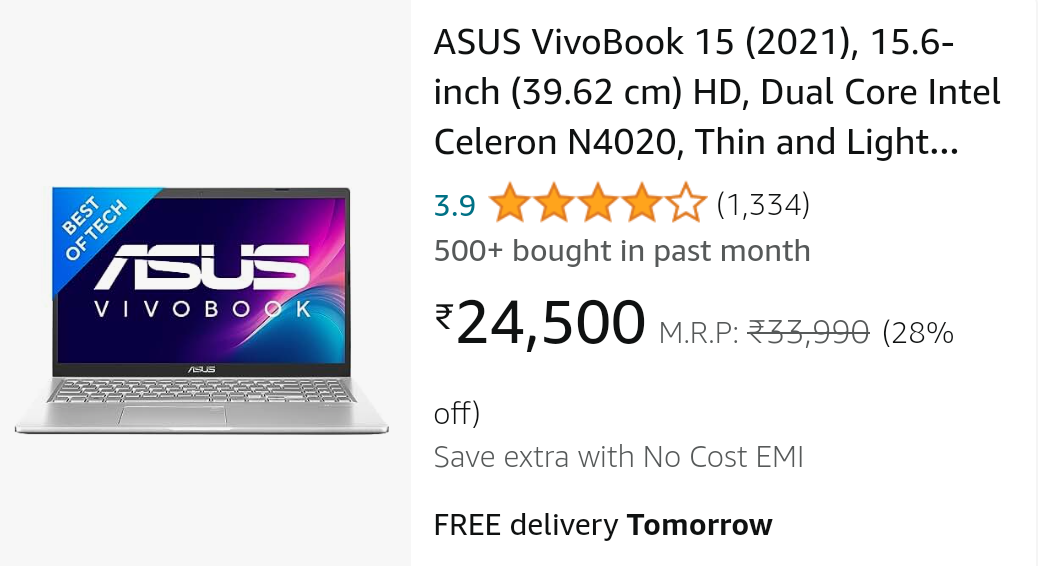 BEST
OF TECH
ASUS
VIVOBOOK
ASUS
ASUS VivoBook 15 (2021), 15.6-
inch (39.62 cm) HD, Dual Core Intel
Celeron N4020, Thin and Light...
3.9 (1,334)
500+ bought in past month
₹24,500 M.R.P: ₹33,990 (28%
off)
Save extra with No Cost EMI
FREE delivery Tomorrow